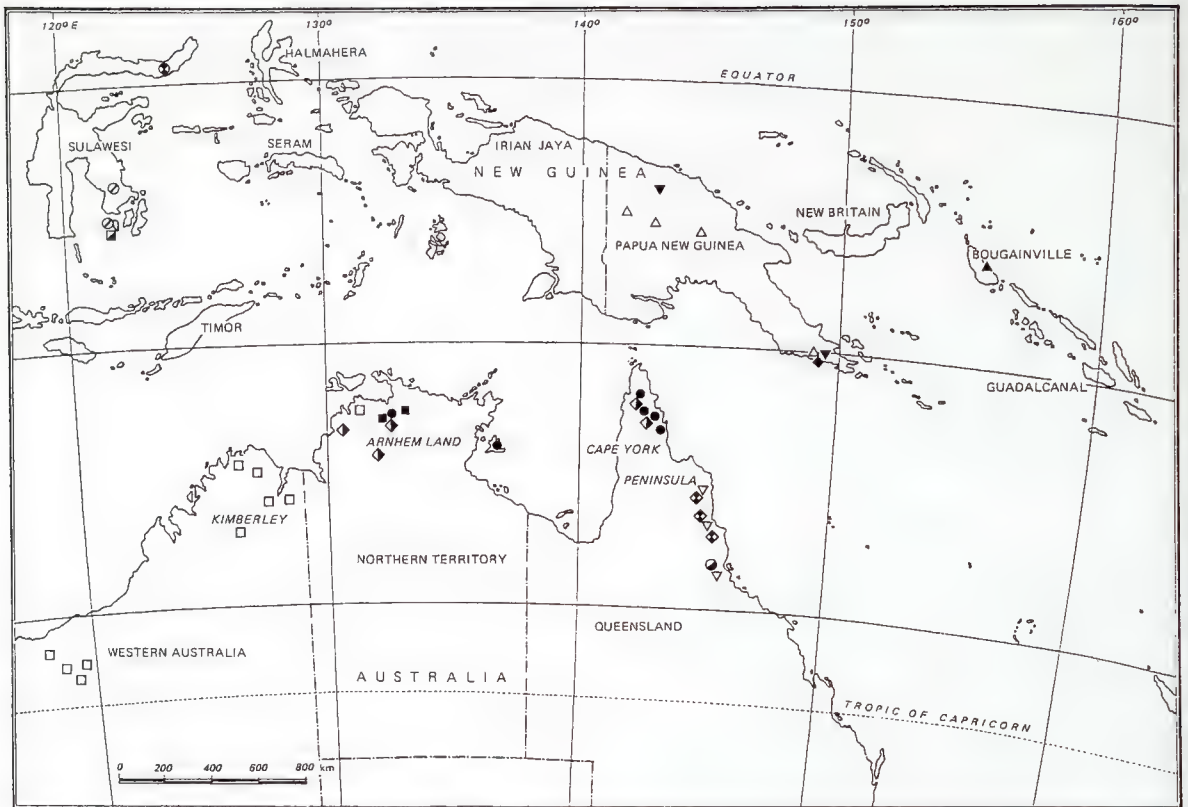 120° E 130° 140° 150° 160°
HALMAHERA
EQUATOR
SULAWESI
SERAM
IRIAN JAYA
NEW GUINEA
NEW BRITAIN
PAPUA NEW GUINEA
BOUGAINVILLE
TIMOR
GUADALCANAL
ARNHEM LAND
CAPE YORK
PENINSULA
KIMBERLEY
NORTHERN TERRITORY
QUEENSLAND
WESTERN AUSTRALIA
AUSTRALIA
TROPIC OF CAPRICORN
0 200 400 600 800 km